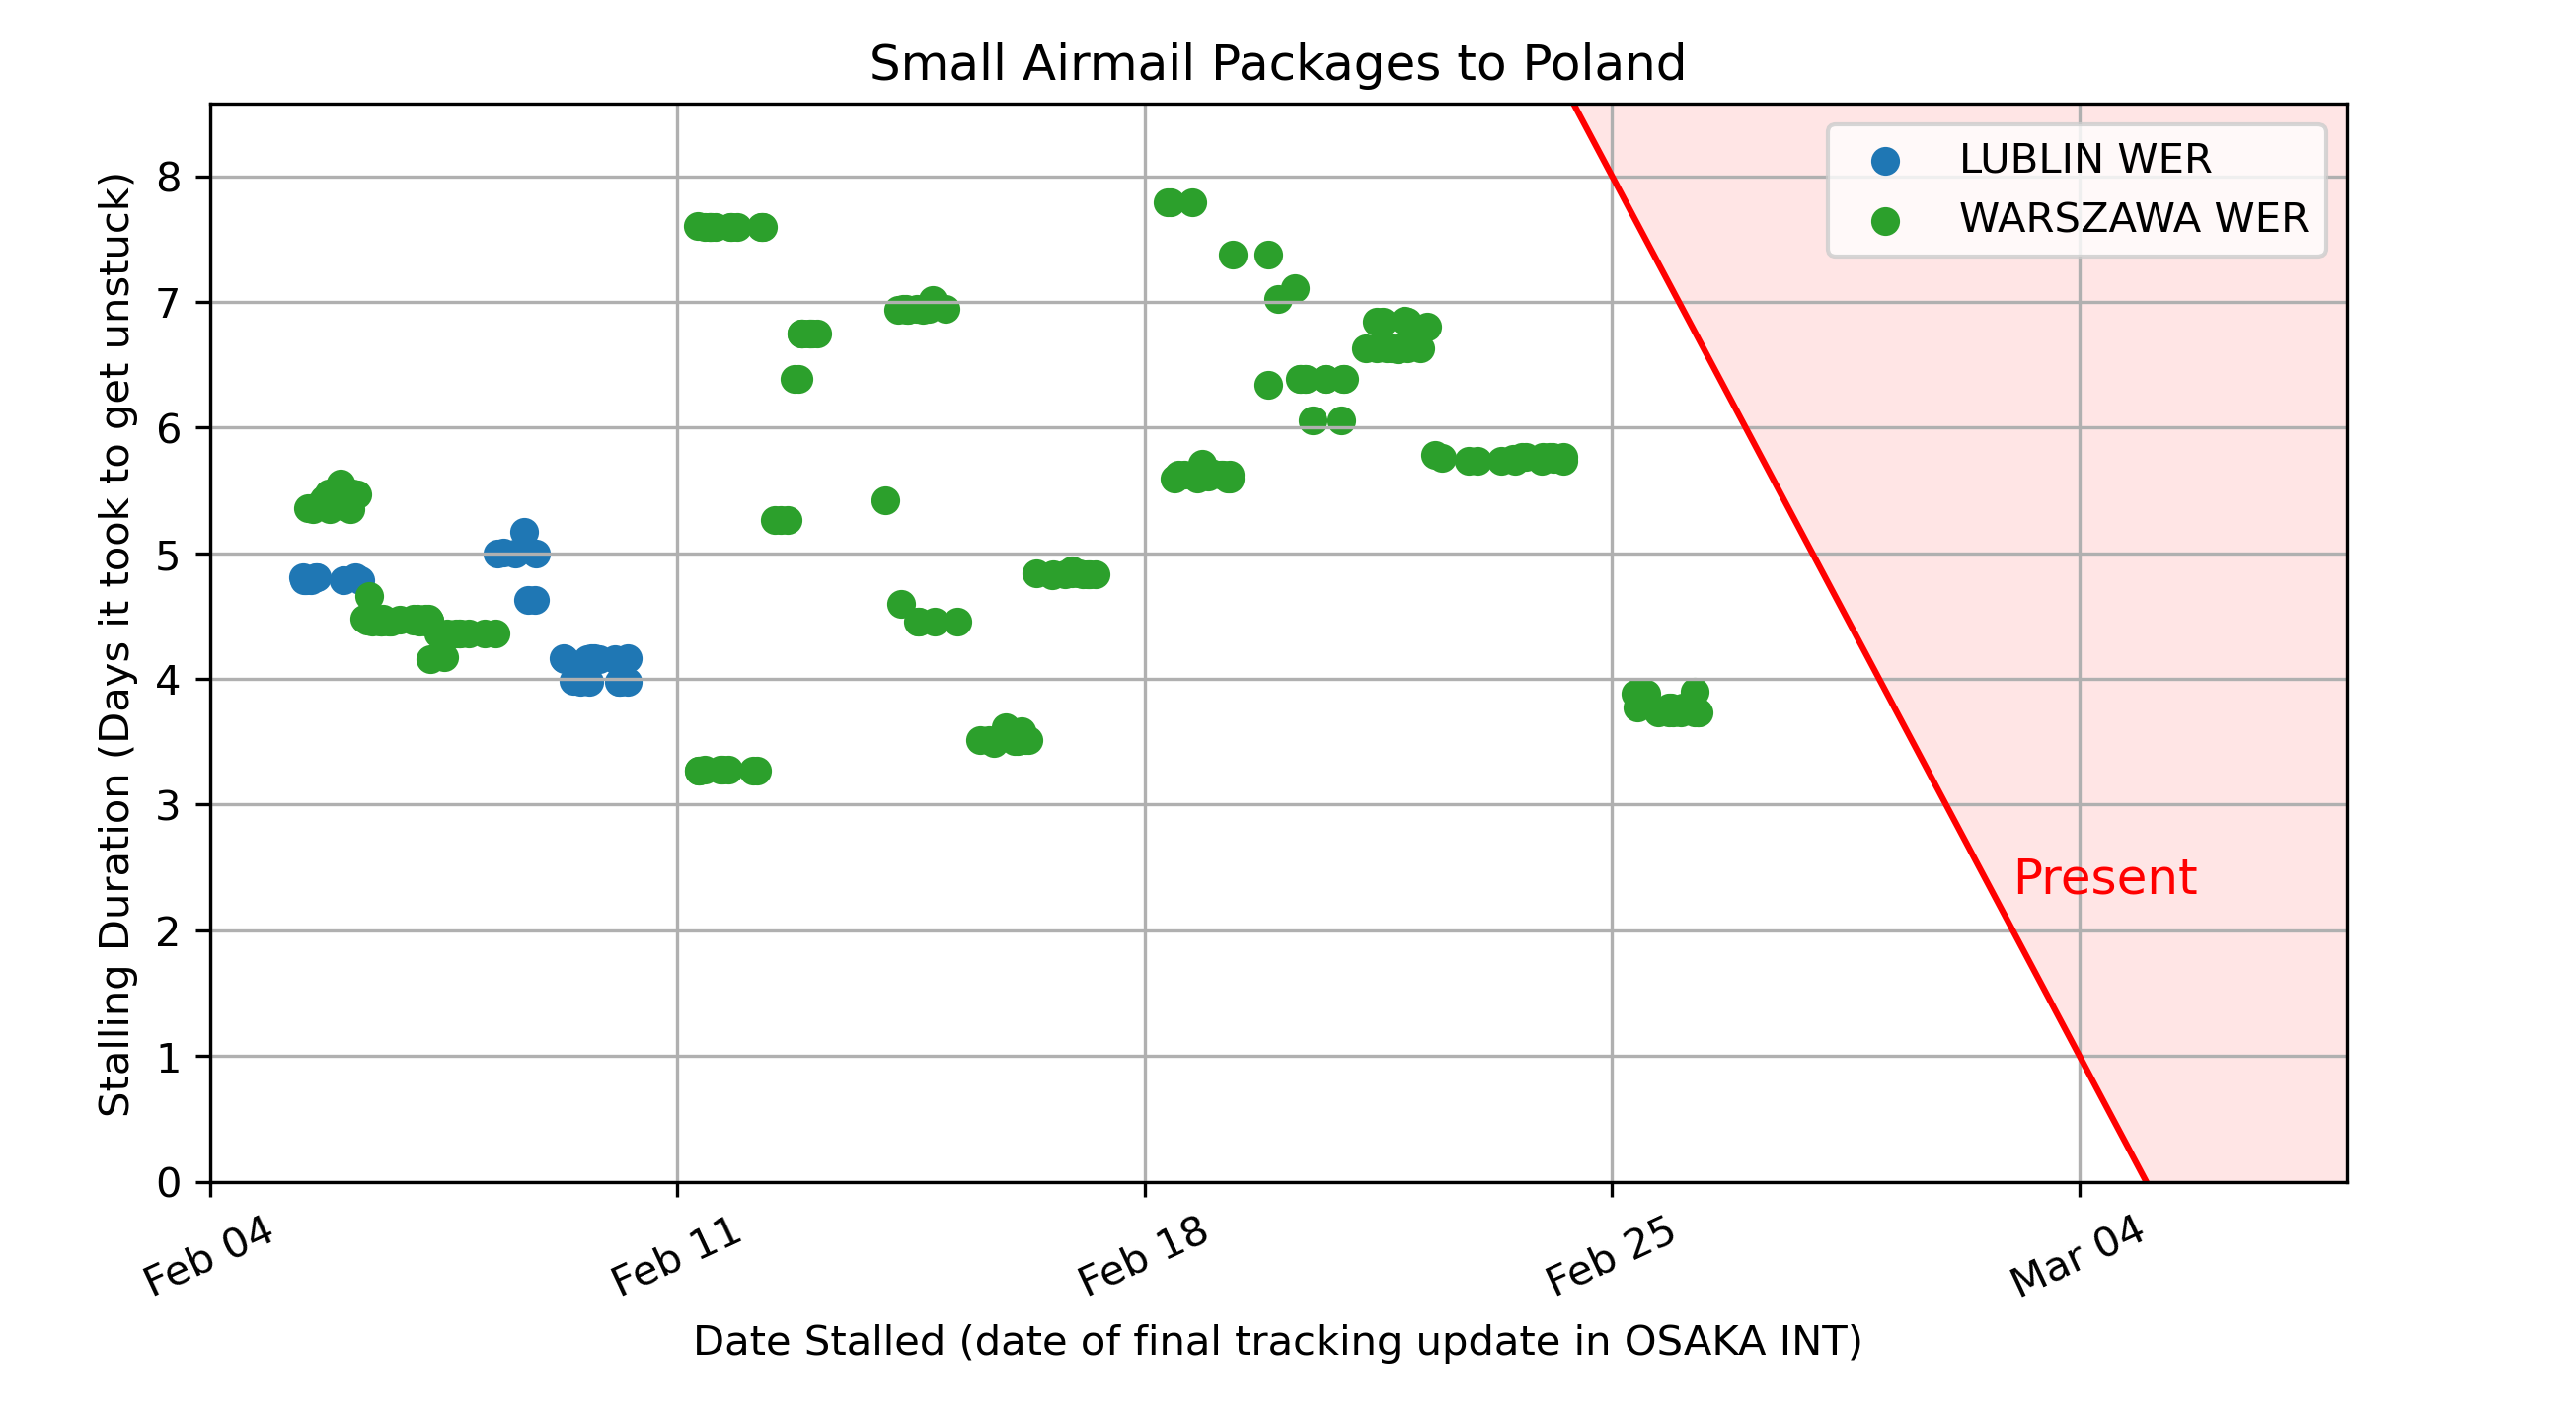 Small Airmail Packages to Poland
Stalling Duration (Days it took to get unstuck)
8
7
6
5
4
3
2
1
0
LUBLIN WER
WARSZAWA WER
Present
Feb 04
Feb 11
Feb 18
Feb 25
Mar 04
Date Stalled (date of final tracking update in OSAKA INT)